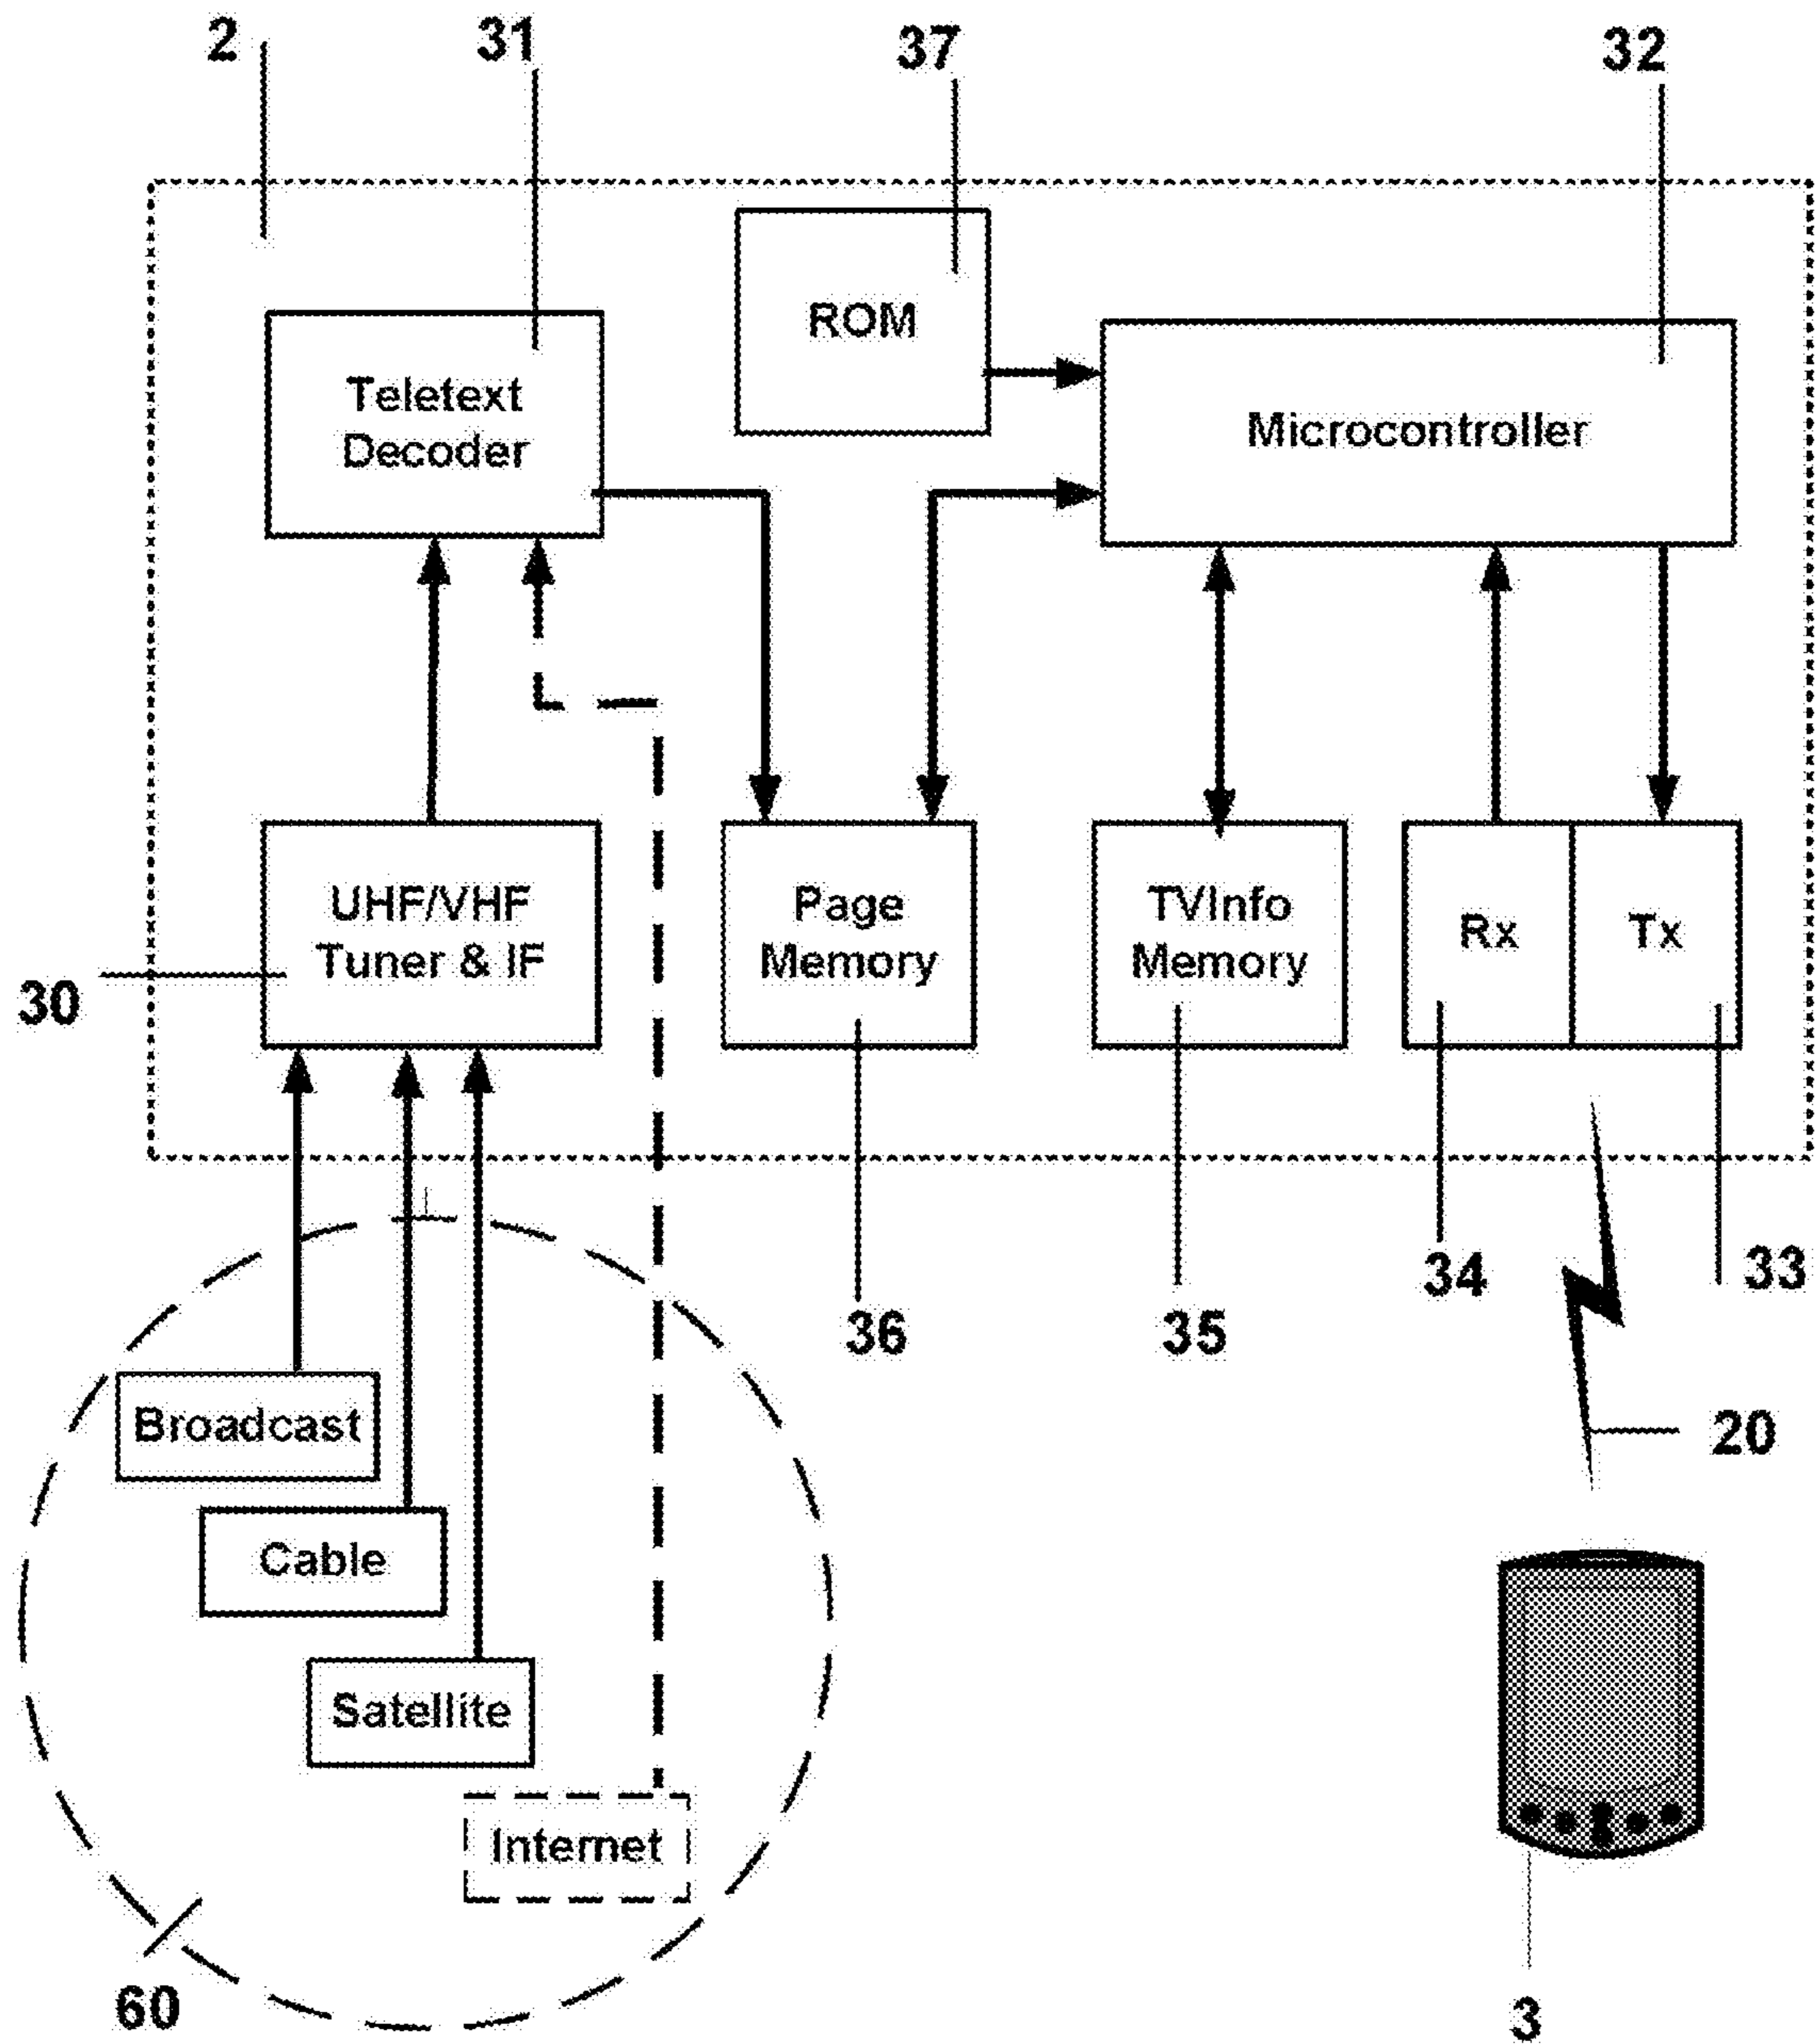 2
31
37
32
ROM
Teletext
Decoder
Microcontroller
UHF/VHF
Tuner & IF
Page
Memory
TVInfo
Memory
Rx
Tx
30
36
35
34
33
Broadcast
20
Cable
Satellite
Internet
60
3